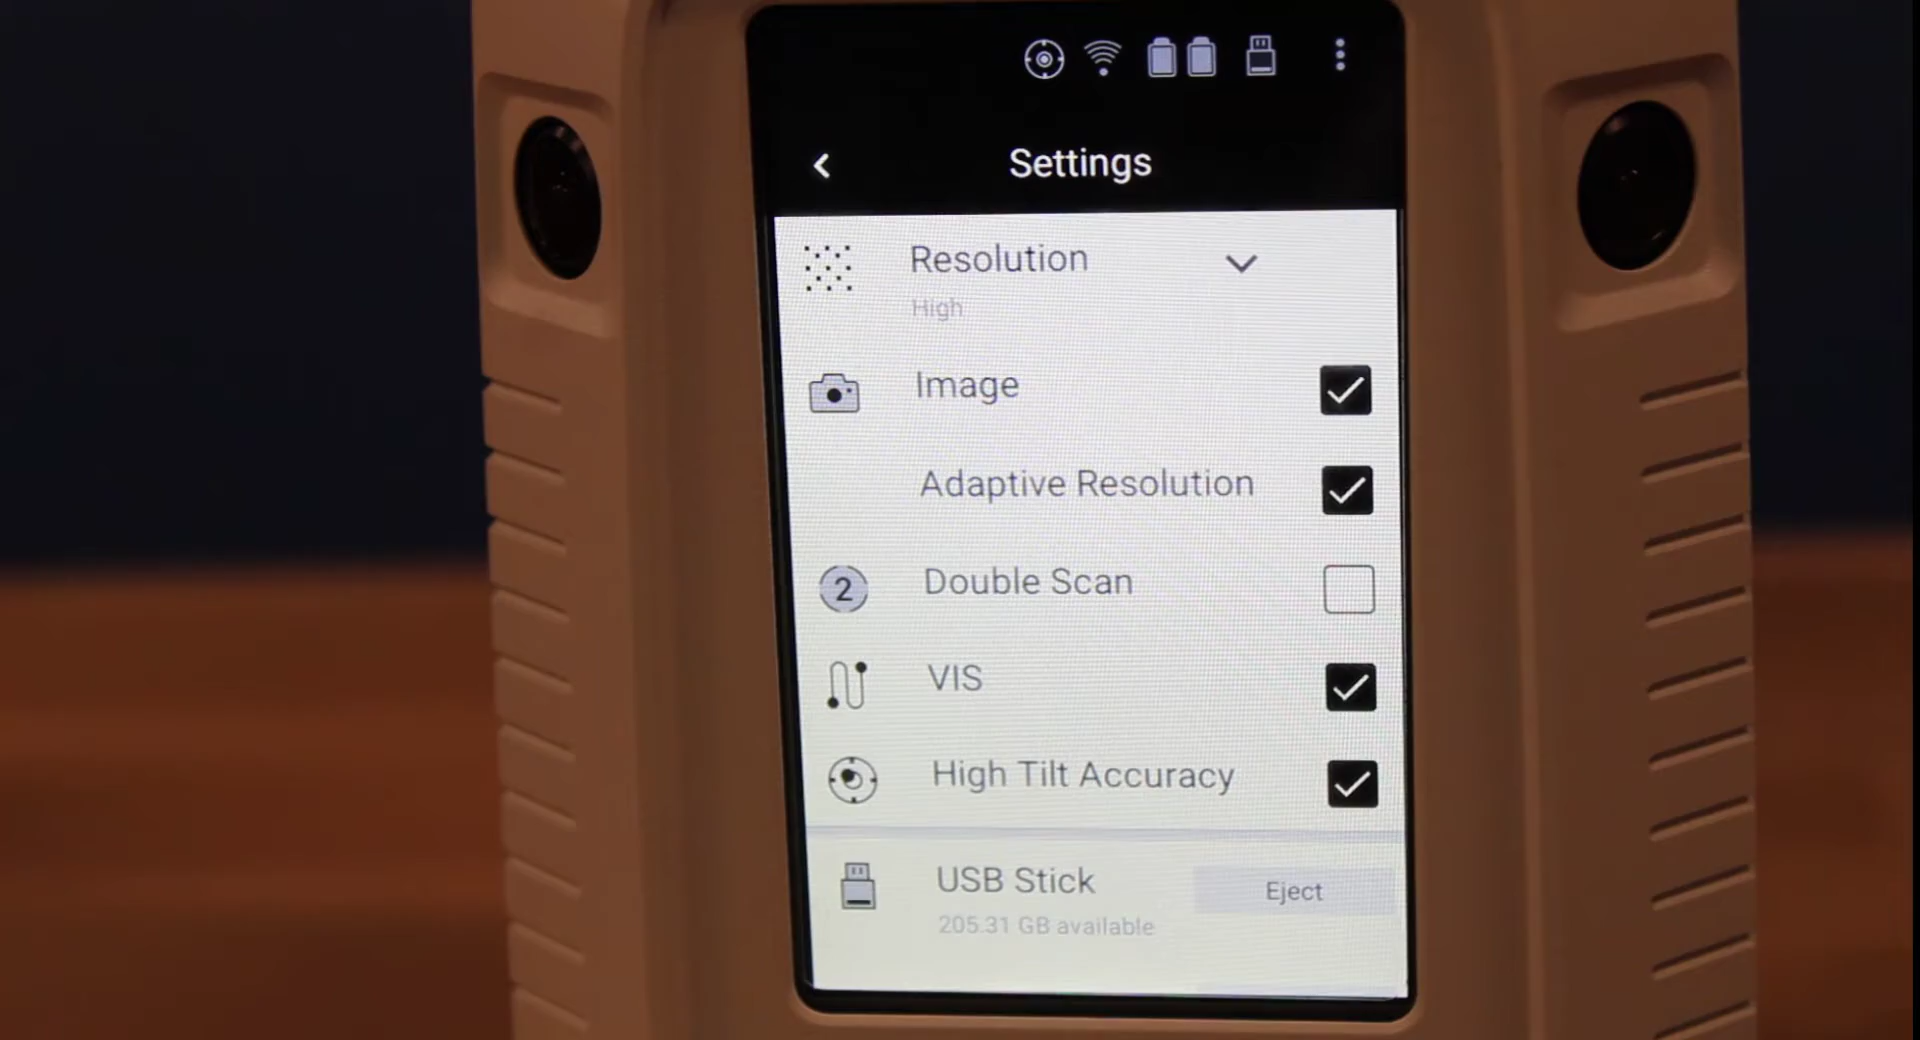 Settings
Resolution
High
Image
Adaptive Resolution
2 Double Scan
VIS
High Tilt Accuracy
USB Stick
Eject
205.31 GB available